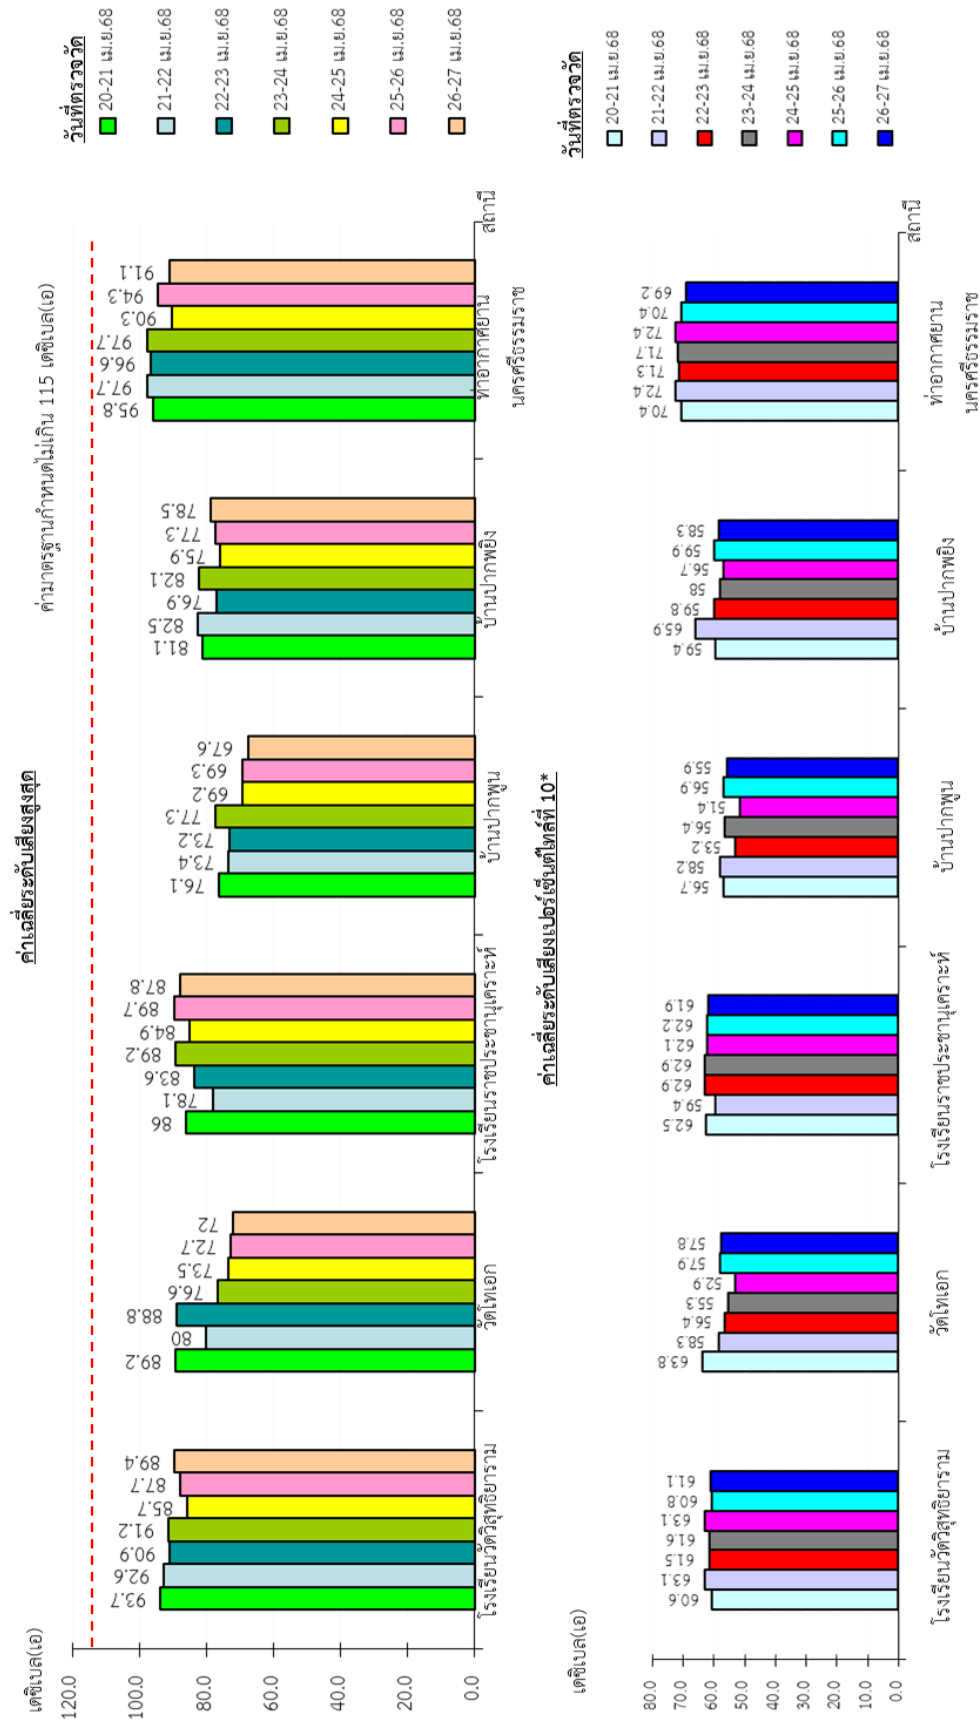 ค่าเฉลี่ยระดับเสียงสูงสุด
เดซิเบล(เอ)
ค่ามาตรฐานกำหนดไม่เกิน 115 เดซิเบล(เอ)
120.0
100.0
80.0
60.0
40.0
20.0
0.0
93.7 92.6 90.9 91.2 85.7 87.7 89.4
89.2 80 88.8 76.6 73.5 72.7 72
86 78.1 83.6 89.2 84.9 89.7 87.8
76.1 73.4 73.2 77.3 69.2 69.3 67.6
81.1 82.5 76.9 82.1 75.9 77.3 78.5
95.8 97.7 96.6 97.7 90.3 94.3 91.1
โรงเรียนวัดวิสุทธิยาราม
วัดโทเอก
โรงเรียนราชประชานุเคราะห์
บ้านปากพูน
บ้านปากพยิง
ท่าอากาศยาน
นครศรีธรรมราช
สถานี
วันที่ตรวจวัด
20-21 เม.ย.68
21-22 เม.ย.68
22-23 เม.ย.68
23-24 เม.ย.68
24-25 เม.ย.68
25-26 เม.ย.68
26-27 เม.ย.68
ค่าเฉลี่ยระดับเสียงเปอร์เซ็นต์ไทล์ที่ 10*
เดซิเบล(เอ)
80.0
70.0
60.0
50.0
40.0
30.0
20.0
10.0
0.0
60.6 63.1 61.5 61.6 63.1 60.8 61.1
63.8 58.3 56.4 55.3 52.9 57.9 57.8
62.5 59.4 62.9 62.9 62.1 62.2 61.9
56.7 58.2 53.2 56.4 51.4 56.9 55.9
59.4 65.9 59.8 58 56.7 59.9 58.3
70.4 72.4 71.3 71.7 72.4 70.4 69.2
โรงเรียนวัดวิสุทธิยาราม
วัดโทเอก
โรงเรียนราชประชานุเคราะห์
บ้านปากพูน
บ้านปากพยิง
ท่าอากาศยาน
นครศรีธรรมราช
สถานี
วันที่ตรวจวัด
20-21 เม.ย.68
21-22 เม.ย.68
22-23 เม.ย.68
23-24 เม.ย.68
24-25 เม.ย.68
25-26 เม.ย.68
26-27 เม.ย.68